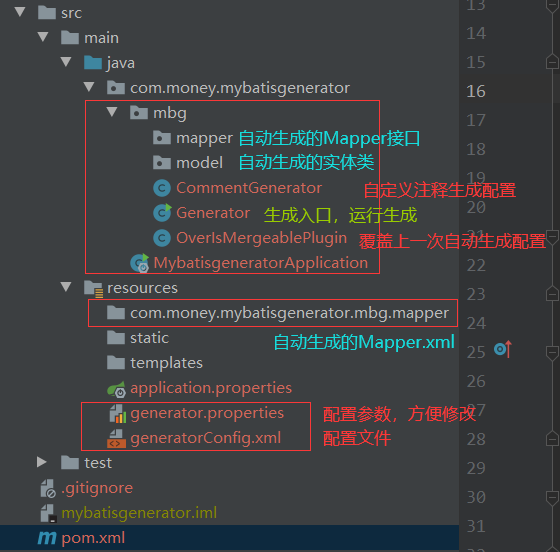 src
main
java
com.money.mybatisgenerator
mbg
mapper 自动生成的Mapper接口
model 自动生成的实体类
CommentGenerator 自定义注释生成配置
Generator 生成入口，运行生成
OverIsMergeablePlugin 覆盖上一次自动生成配置
MybatisgeneratorApplication
resources
com.money.mybatisgenerator.mbg.mapper
static 自动生成的Mapper.xml
templates
application.properties
generator.properties 配置参数，方便修改
generatorConfig.xml 配置文件
test
.gitignore
mybatisgenerator.iml
pom.xml
13
14
15
16
17
18
19
20
21
22
23
24
25
26
27
28
29
30
31